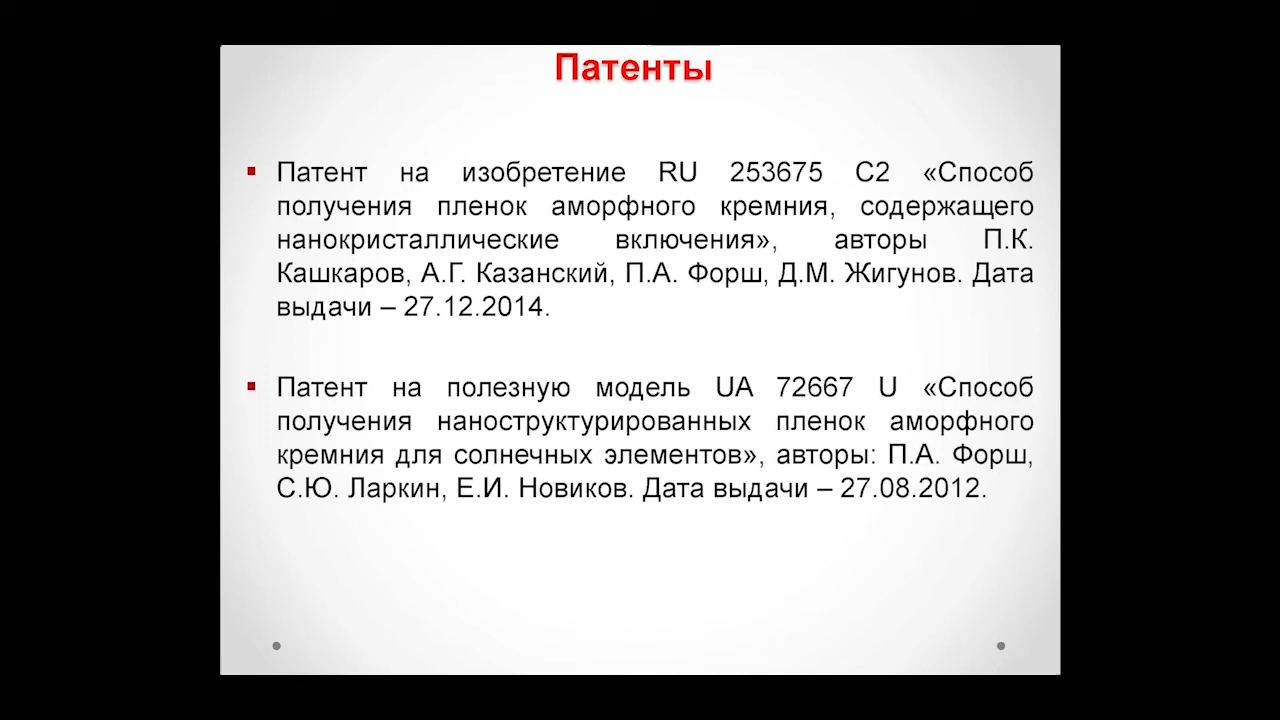 Патенты
Патент на изобретение RU 253675 C2 «Способ
получения пленок аморфного кремния, содержащего
нанокристаллические включения», авторы П.К.
Кашкаров, А.Г. Казанский, П.А. Форш, Д.М. Жигунов. Дата
выдачи – 27.12.2014.
Патент на полезную модель UA 72667 U «Способ
получения наноструктурированных пленок аморфного
кремния для солнечных элементов», авторы: П.А. Форш,
С.Ю. Ларкин, Е.И. Новиков. Дата выдачи – 27.08.2012.